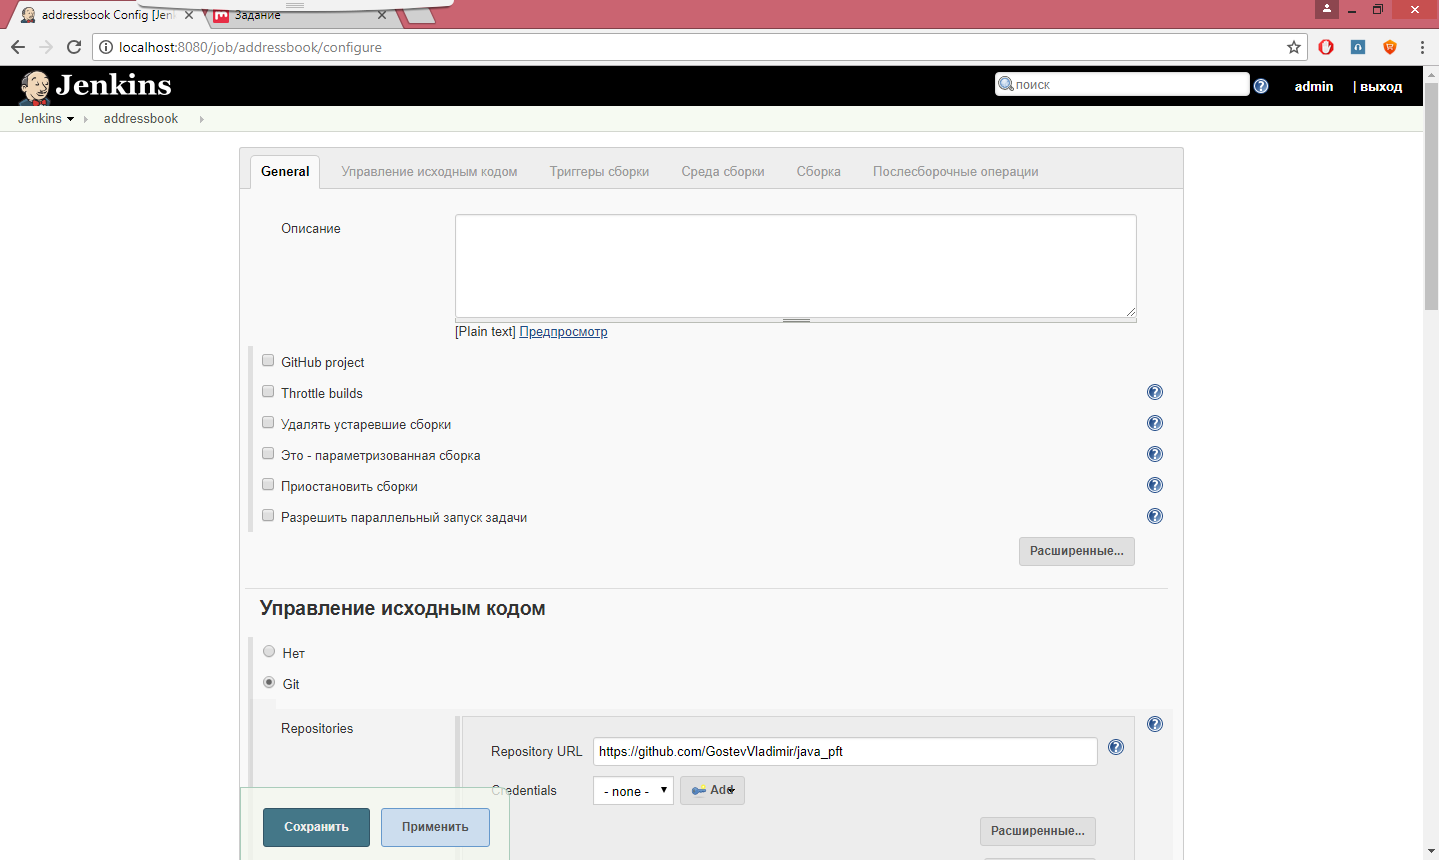 addressbook Config [Jen
Задание
localhost:8080/job/addressbook/configure
Jenkins
поиск
admin
| выход
Jenkins
addressbook
General
Управление исходным кодом
Триггеры сборки
Среда сборки
Сборка
Послесборочные операции
Описание
[Plain text] Предпросмотр
GitHub project
Throttle builds
Удалять устаревшие сборки
Это - параметризованная сборка
Приостановить сборки
Разрешить параллельный запуск задачи
Расширенные...
Управление исходным кодом
Нет
Git
Repositories
Repository URL
https://github.com/GostevVladimir/java_pft
Credentials
- none -
Add
Расширенные...
Сохранить
Применить